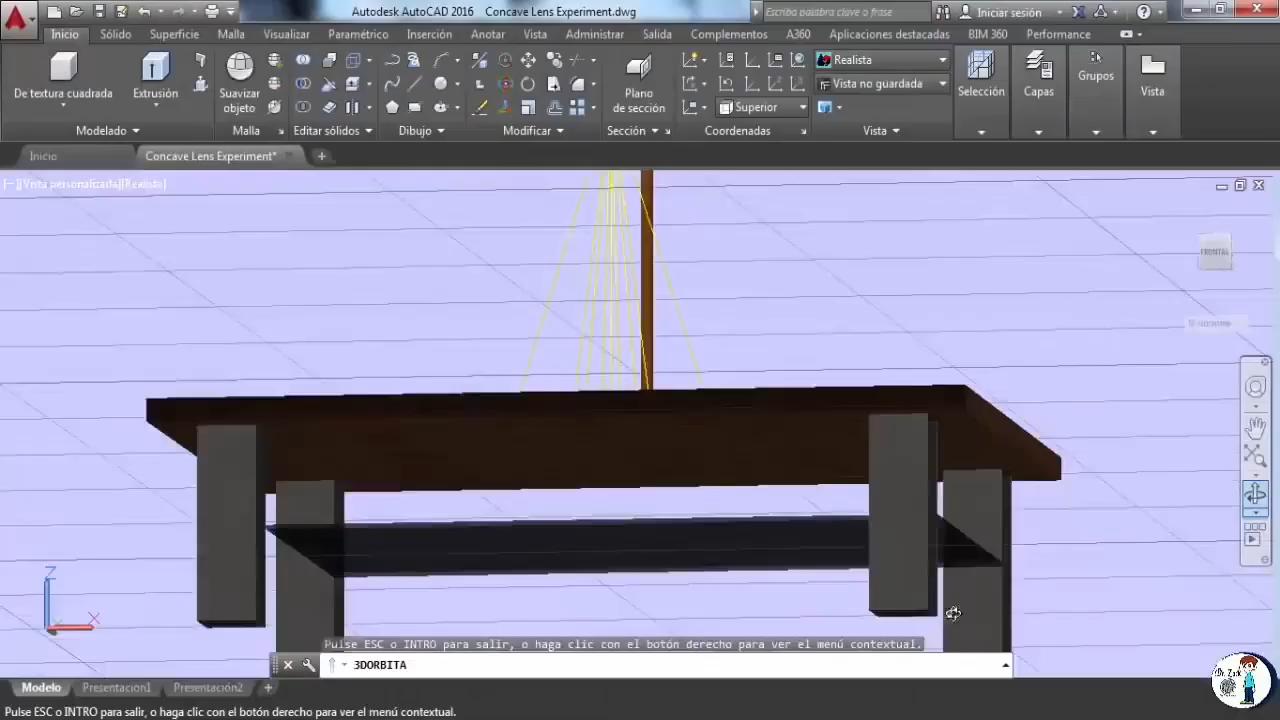 Autodesk AutoCAD 2016 Concave Lens Experiment.dwg
Escriba palabra clave o frase
Iniciar sesión
Inicio Sólido Superficie Malla Visualizar Paramétrico Inserción Anotar Vista Administrar Salida Complementos A360 Aplicaciones destacadas BIM 360 Performance
De textura cuadrada
Extrusión
Suavizar
objeto
Plano
de sección
Realista
Vista no guardada
Superior
Selección
Capas
Grupos
Vista
Modelado
Malla
Editar sólidos
Dibujo
Modificar
Sección
Coordenadas
Vista
Inicio
Concave Lens Experiment*
[−][Vista personalizada][Realista]
FRONTAL
Z
X
Pulse ESC o INTRO para salir, o haga clic con el botón derecho para ver el menú contextual.
3DORBITA
Modelo Presentación1 Presentación2
Pulse ESC o INTRO para salir, o haga clic con el botón derecho para ver el menú contextual.